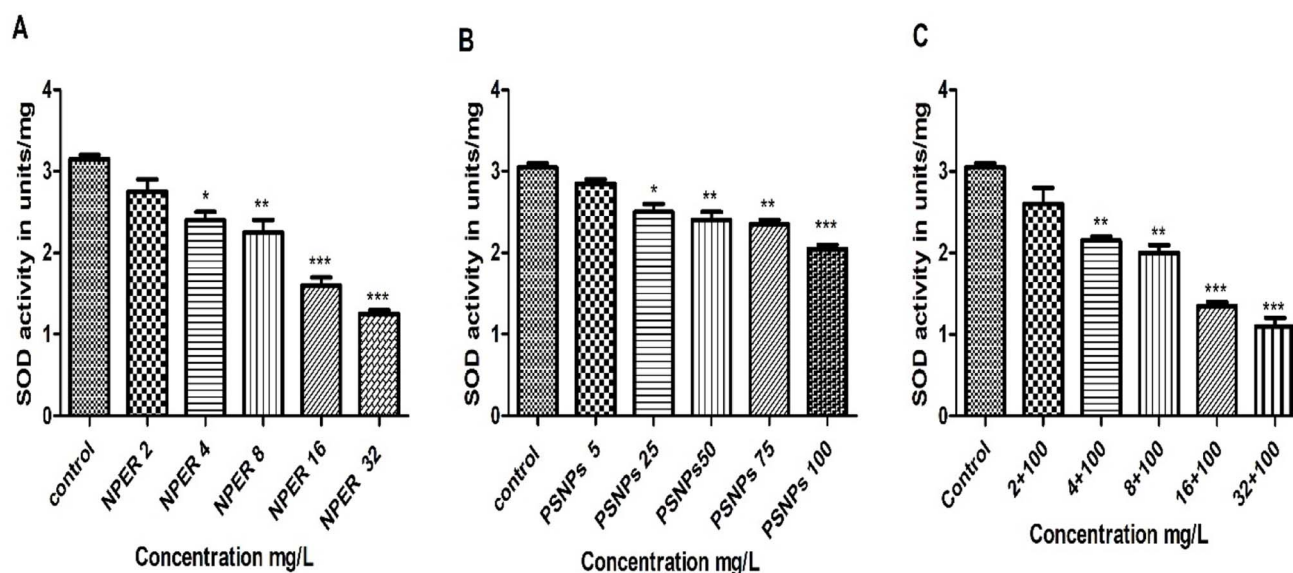 A
SOD activity in units/mg
4
3
2
1
0
*
**
***
***
control
NPER 2
NPER 4
NPER 8
NPER 16
NPER 32
Concentration mg/L
B
SOD activity in units/mg
4
3
2
1
0
*
**
**
***
control
PSNPs 5
PSNPs 25
PSNPs50
PSNPs 75
PSNPs 100
Concentration mg/L
C
SOD activity in units/mg
4
3
2
1
0
**
**
***
***
Control
2+100
4+100
8+100
16+100
32+100
Concentration mg/L